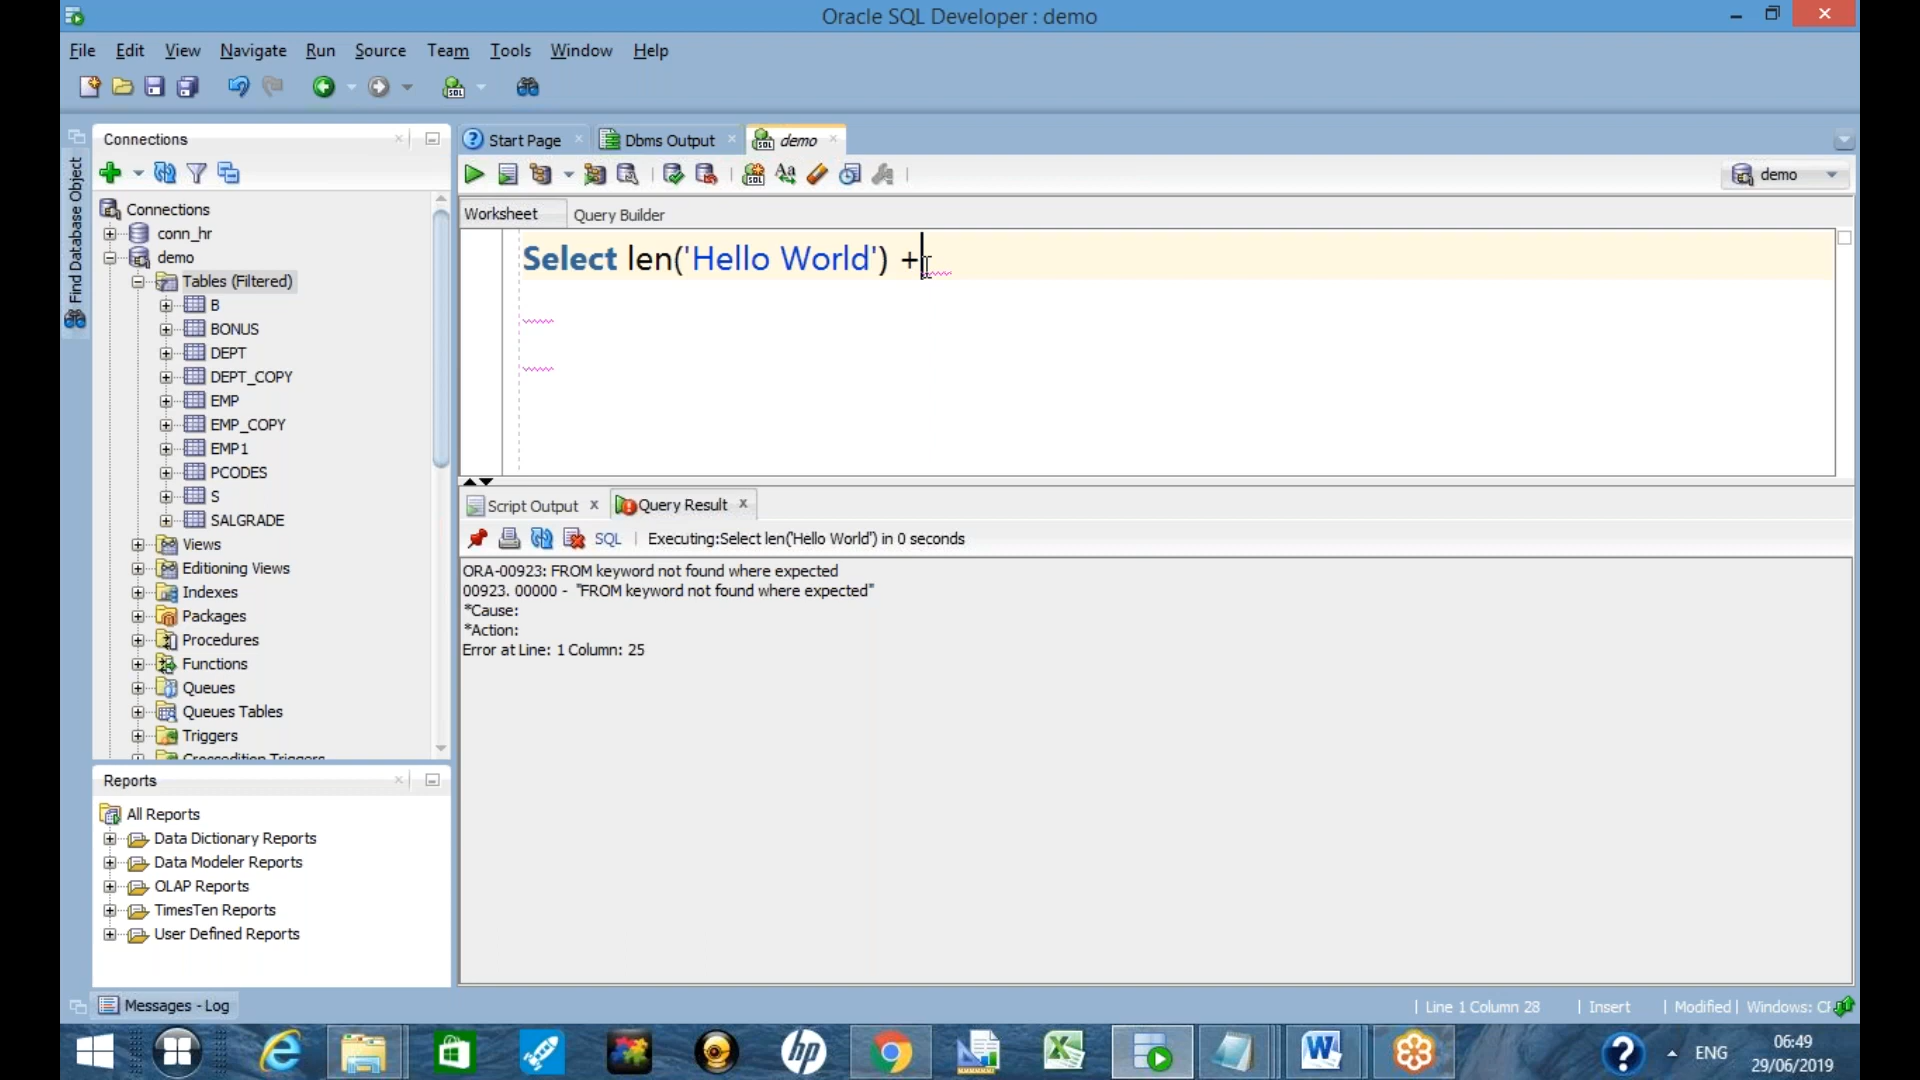 Oracle SQL Developer : demo
File Edit View Navigate Run Source Team Tools Window Help
Find Database Object
Connections
Connections
conn_hr
demo
Tables (Filtered)
B
BONUS
DEPT
DEPT_COPY
EMP
EMP_COPY
EMP1
PCODES
S
SALGRADE
Views
Editioning Views
Indexes
Packages
Procedures
Functions
Queues
Queues Tables
Triggers
Crossedition Triggers
Reports
All Reports
Data Dictionary Reports
Data Modeler Reports
OLAP Reports
TimesTen Reports
User Defined Reports
Start Page Dbms Output demo
demo
Worksheet Query Builder
Select len('Hello World') +
Script Output Query Result
SQL Executing:Select len('Hello World') in 0 seconds
ORA-00923: FROM keyword not found where expected
00923. 00000 - "FROM keyword not found where expected"
*Cause:
*Action:
Error at Line: 1 Column: 25
Messages - Log
Line 1 Column 28 Insert Modified Windows:
ENG 06:49
29/06/2019